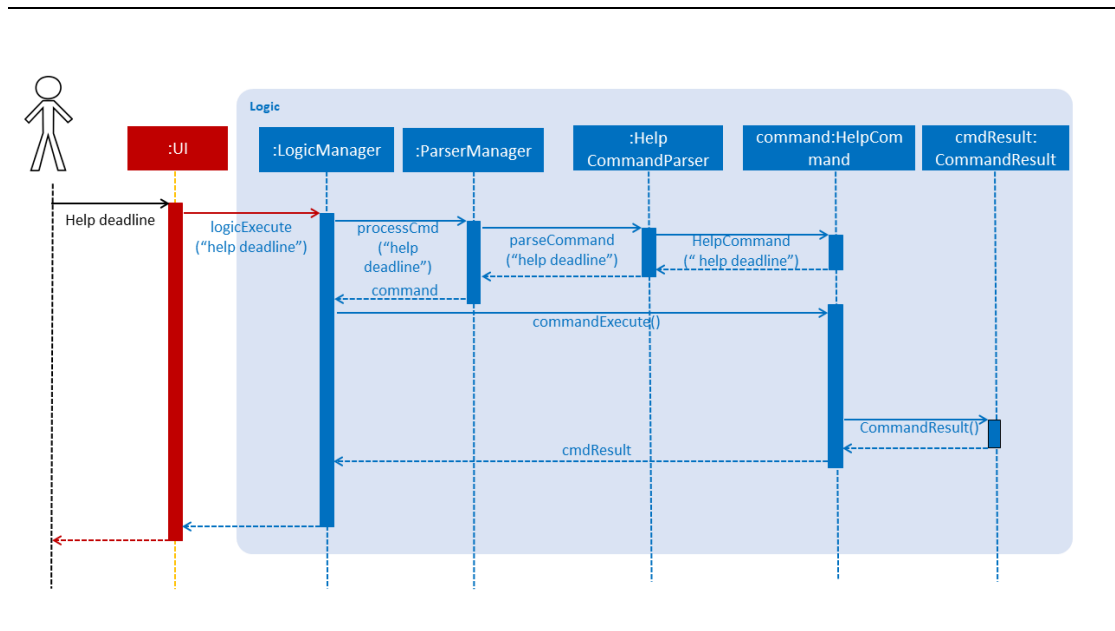 Logic
:UI
:LogicManager
:ParserManager
:Help
CommandParser
command:HelpCom
mand
cmdResult:
CommandResult
Help deadline
logicExecute
(“help deadline”)
processCmd
(“help
deadline”)
parseCommand
(“help deadline”)
HelpCommand
(“ help deadline”)
command
commandExecute()
CommandResult()
cmdResult